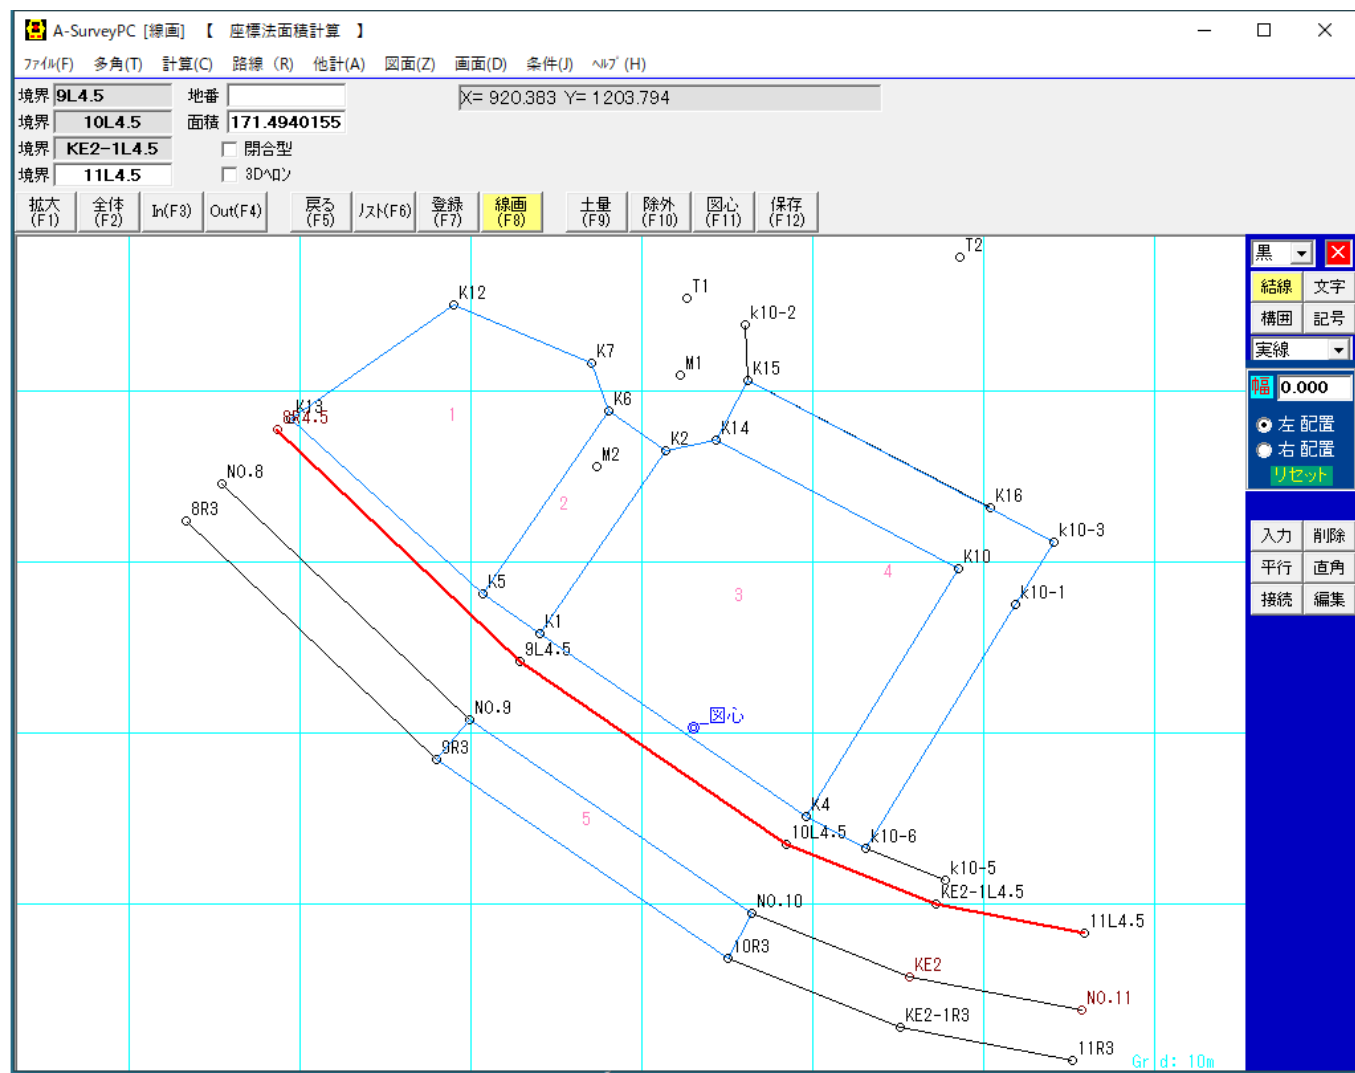 A-SurveyPC [線画] 【 座標法面積計算 】
ﾌｧｲﾙ(F) 多角(T) 計算(C) 路線 (R) 他計(A) 図面(Z) 画面(D) 条件(J) ﾍﾙﾌﾟ(H)
境界 9L4.5 地番 X= 920.383 Y= 1203.794
境界 10L4.5 面積 171.4940155
境界 KE2-1L4.5 閉合型
境界 11L4.5 3Dﾍﾛﾝ
拡大(F1) 全体(F2) In(F3) Out(F4) 戻る(F5) ﾘｽﾄ(F6) 登録(F7) 線画(F8) 土量(F9) 除外(F10) 図心(F11) 保存(F12)
T2
黒
T1
K12
結線 文字
k10-2
構囲 記号
実線
K7
M1
K15
幅 0.000
K6
K13
1
8R4.5
K14
左 配置
K2
右 配置
M2
NO.8
リセット
2
K16
8R3
k10-3
入力 削除
K10
4
平行 直角
K5
3
k10-1
接続 編集
K1
9L4.5
図心
NO.9
9R3
K4
5
10L4.5
k10-6
k10-5
KE2-1L4.5
NO.10
11L4.5
10R3
KE2
NO.11
KE2-1R3
11R3
Grid: 10m